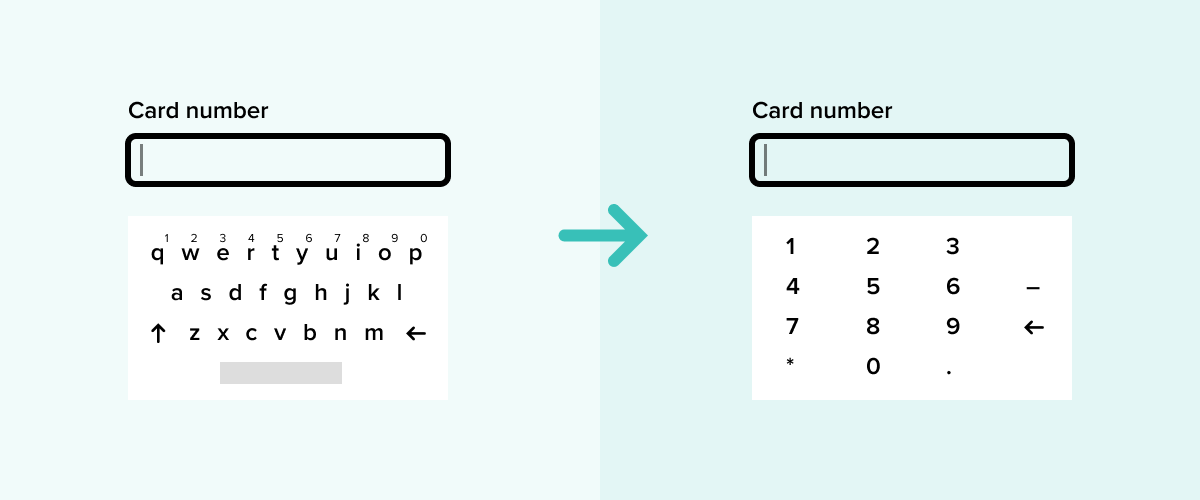 Card number
1 2 3 4 5 6 7 8 9 0
q w e r t y u i o p
a s d f g h j k l
↑ z x c v b n m ←
Card number
1 2 3
4 5 6 –
7 8 9 ←
* 0 .